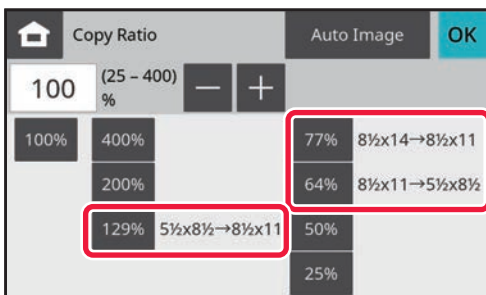 Copy Ratio Auto Image OK
100 (25 – 400) %
100% 400% 77% 8½x14→8½x11
200% 64% 8½x11→5½x8½
129% 5½x8½→8½x11 50%
25%